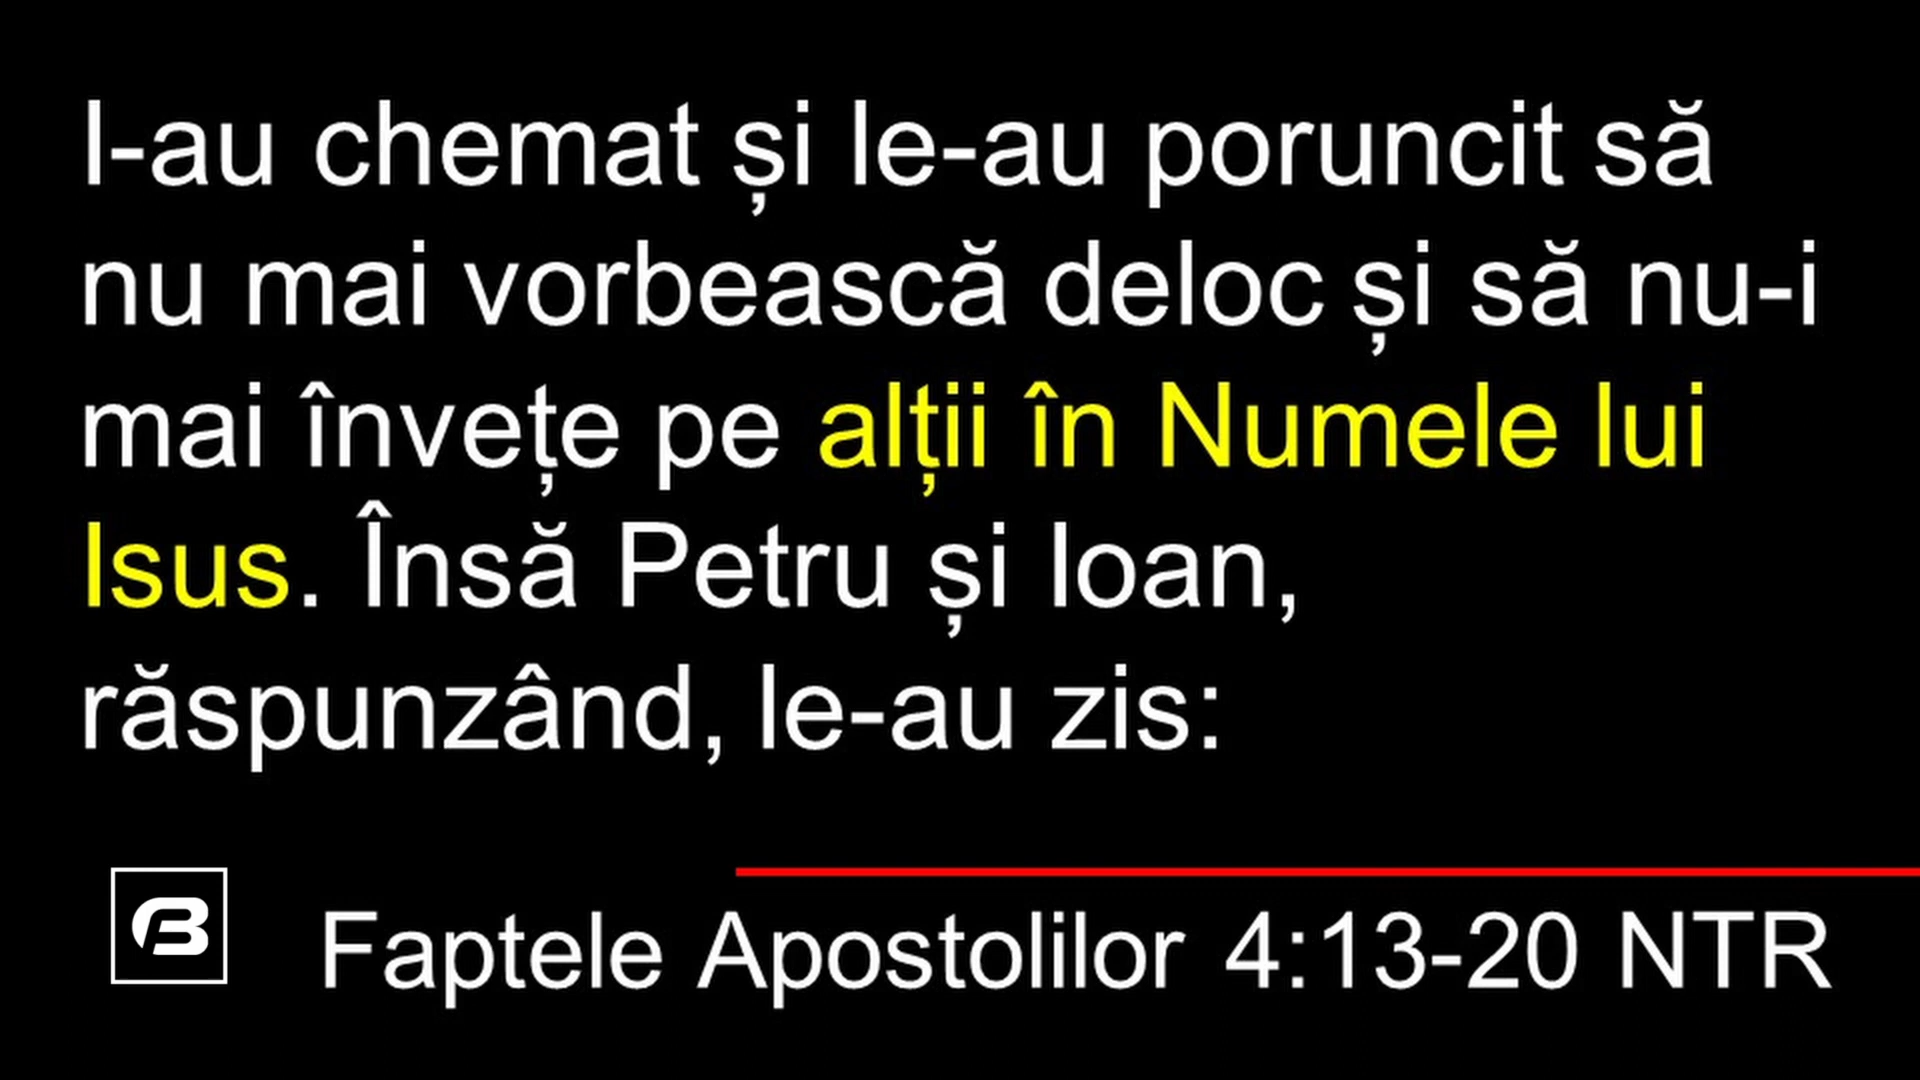 I-au chemat și le-au poruncit să
nu mai vorbească deloc și să nu-i
mai învețe pe alții în Numele lui
Isus. Însă Petru și Ioan,
răspunzând, le-au zis:
Faptele Apostolilor 4:13-20 NTR